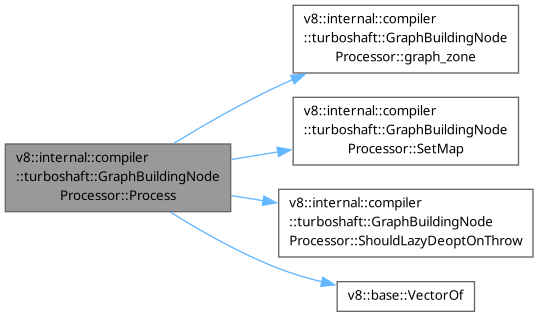 v8::internal::compiler
::turboshaft::GraphBuildingNode
Processor::Process
v8::internal::compiler
::turboshaft::GraphBuildingNode
Processor::graph_zone
v8::internal::compiler
::turboshaft::GraphBuildingNode
Processor::SetMap
v8::internal::compiler
::turboshaft::GraphBuildingNode
Processor::ShouldLazyDeoptOnThrow
v8::base::VectorOf